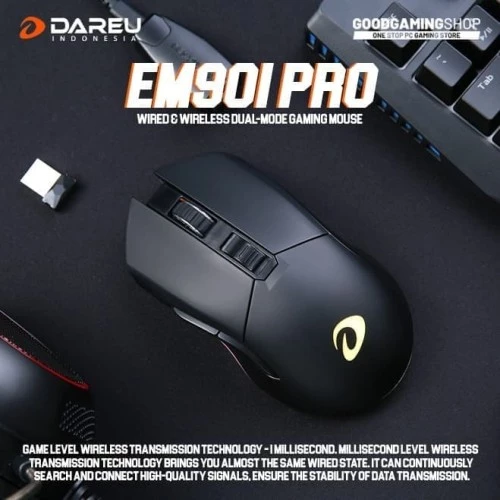 DAREU
INDONESIA
GOODGAMINGSHOP
ONE STOP PC GAMING STORE
EM901 PRO
WIRED & WIRELESS DUAL-MODE GAMING MOUSE
GAME LEVEL WIRELESS TRANSMISSION TECHNOLOGY - 1 MILLISECOND. MILLISECOND LEVEL WIRELESS
TRANSMISSION TECHNOLOGY BRINGS YOU ALMOST THE SAME WIRED STATE. IT CAN CONTINUOUSLY
SEARCH AND CONNECT HIGH-QUALITY SIGNALS, ENSURE THE STABILITY OF DATA TRANSMISSION.